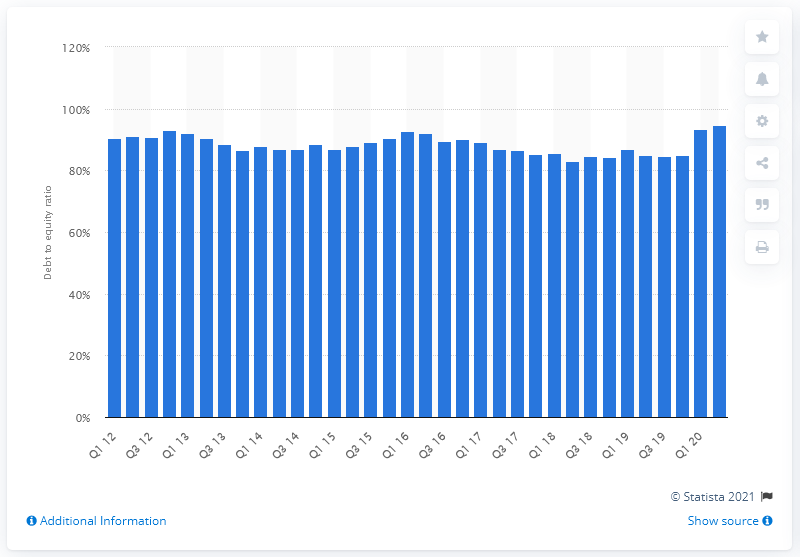 120%
100%
80%
60%
40%
20%
0%
Debt to equity ratio
Q1 12
Q3 12
Q1 13
Q3 13
Q1 14
Q3 14
Q1 15
Q3 15
Q1 16
Q3 16
Q1 17
Q3 17
Q1 18
Q3 18
Q1 19
Q3 19
Q1 20
© Statista 2021
Additional Information
Show source